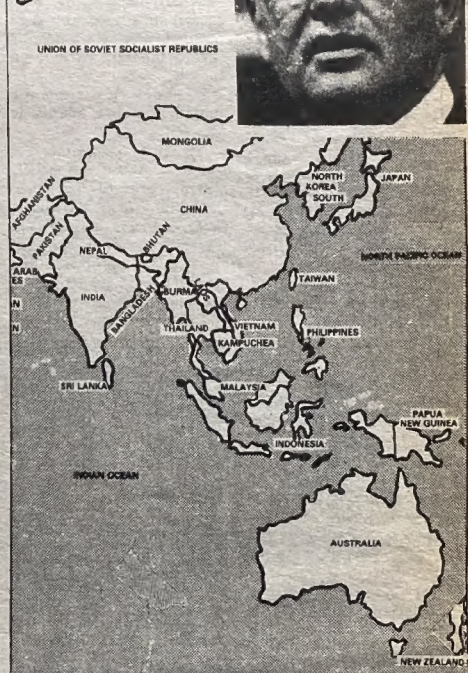 UNION OF SOVIET SOCIALIST REPUBLICS
MONGOLIA
NORTH
KOREA
SOUTH
JAPAN
AFGHANISTAN
CHINA
PAKISTAN
NEPAL
BHUTAN
NORTH PACIFIC OCEAN
ARAB
ES
TAIWAN
INDIA
BANGLADESH
BURMA
N
N
THAILAND
VIETNAM
KAMPUCHEA
PHILIPPINES
SRI LANKA
MALAYSIA
PAPUA
NEW GUINEA
INDONESIA
INDIAN OCEAN
AUSTRALIA
NEW ZEALAND